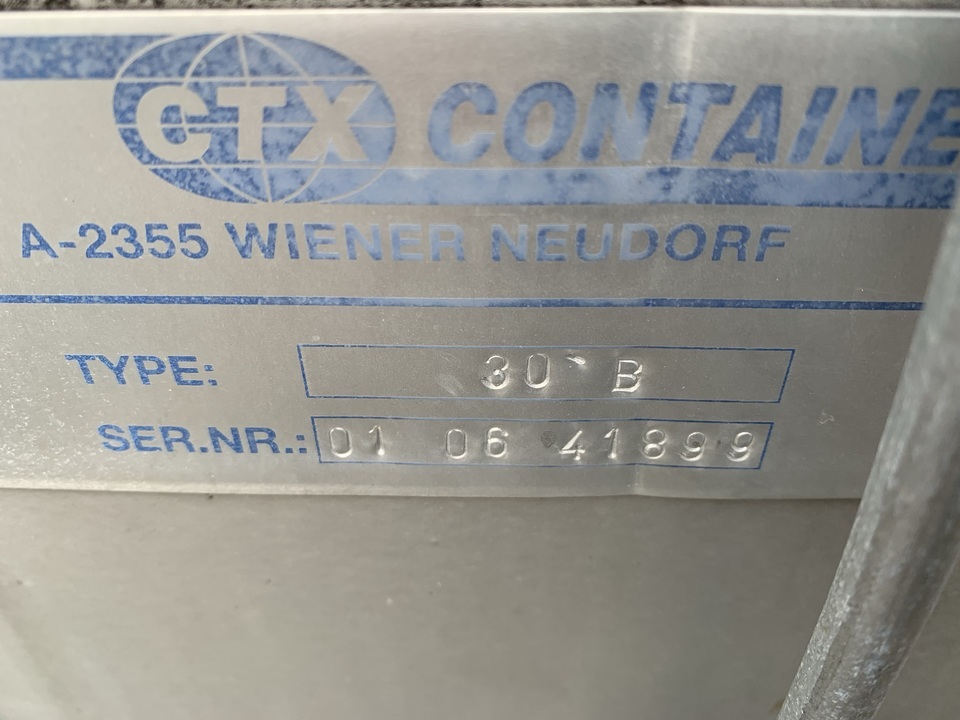 CTX CONTAINE
A-2355 WIENER NEUDORF
TYPE: 30` B
SER.NR.: 01 06 41899